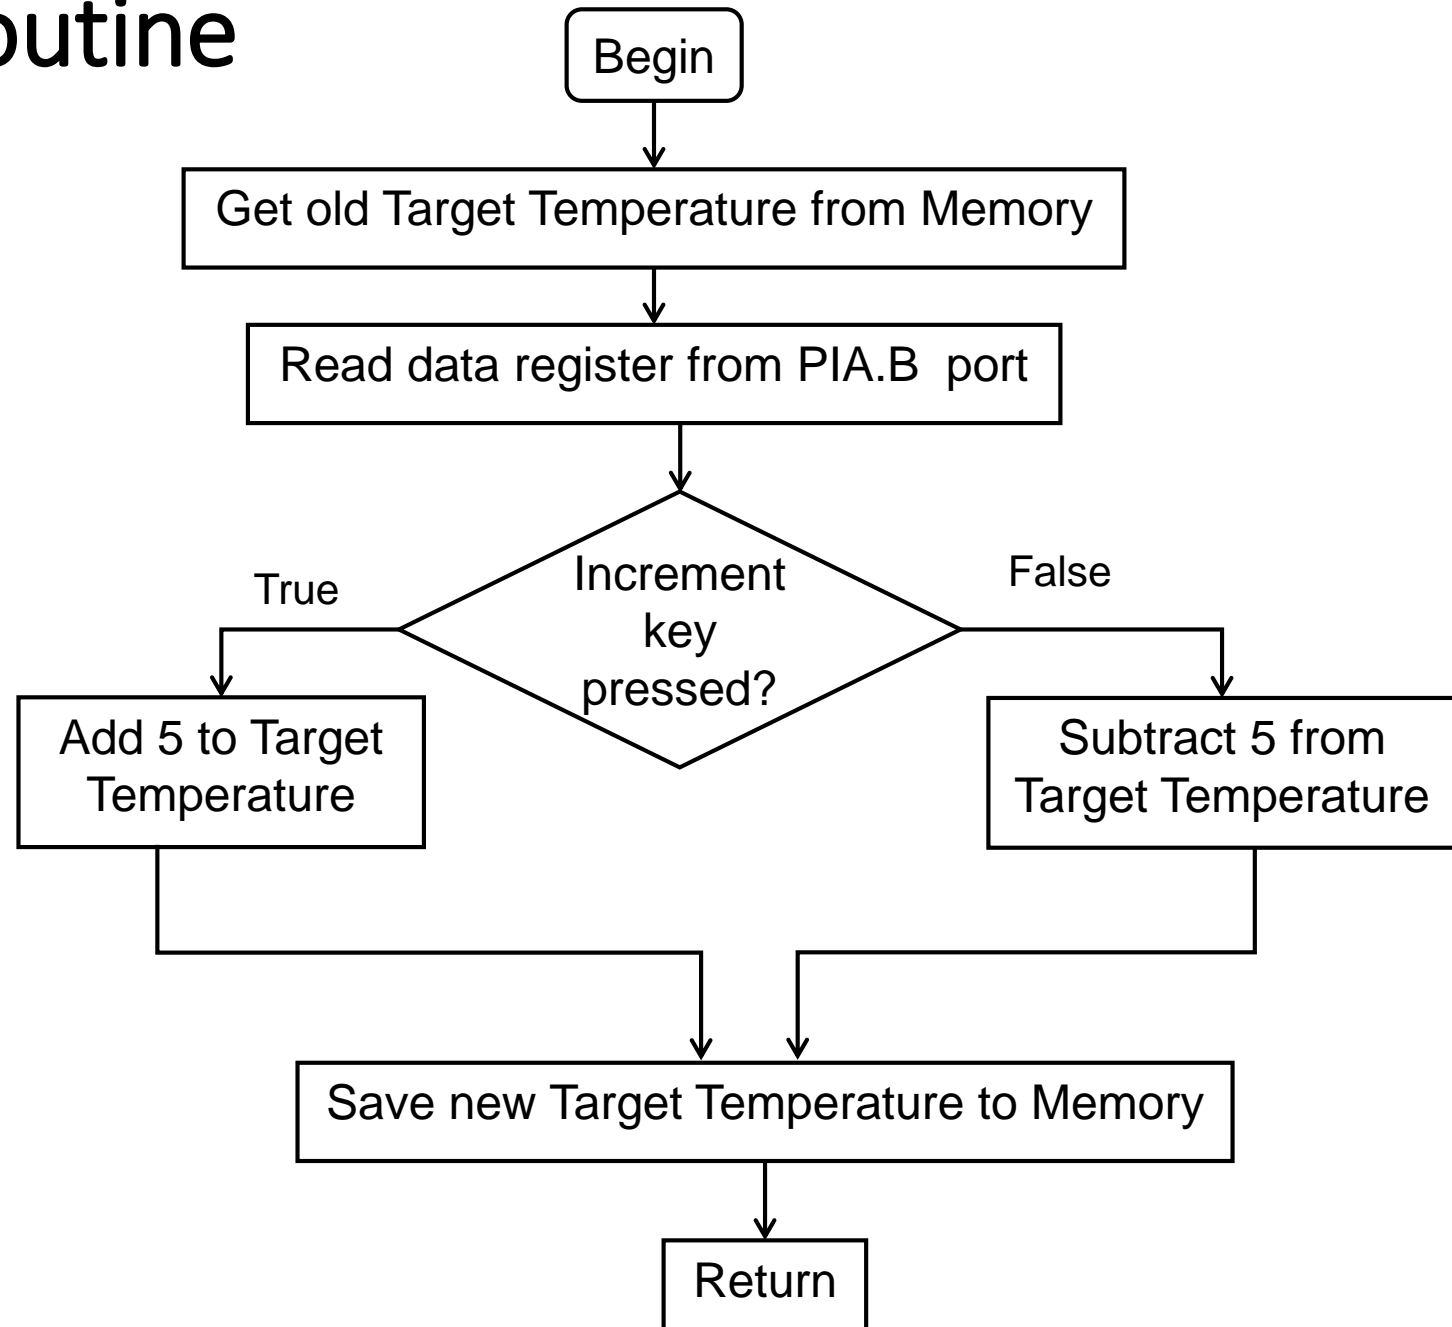 outine
Begin
Get old Target Temperature from Memory
Read data register from PIA.B port
Increment
key
pressed?
True
False
Add 5 to Target
Temperature
Subtract 5 from
Target Temperature
Save new Target Temperature to Memory
Return